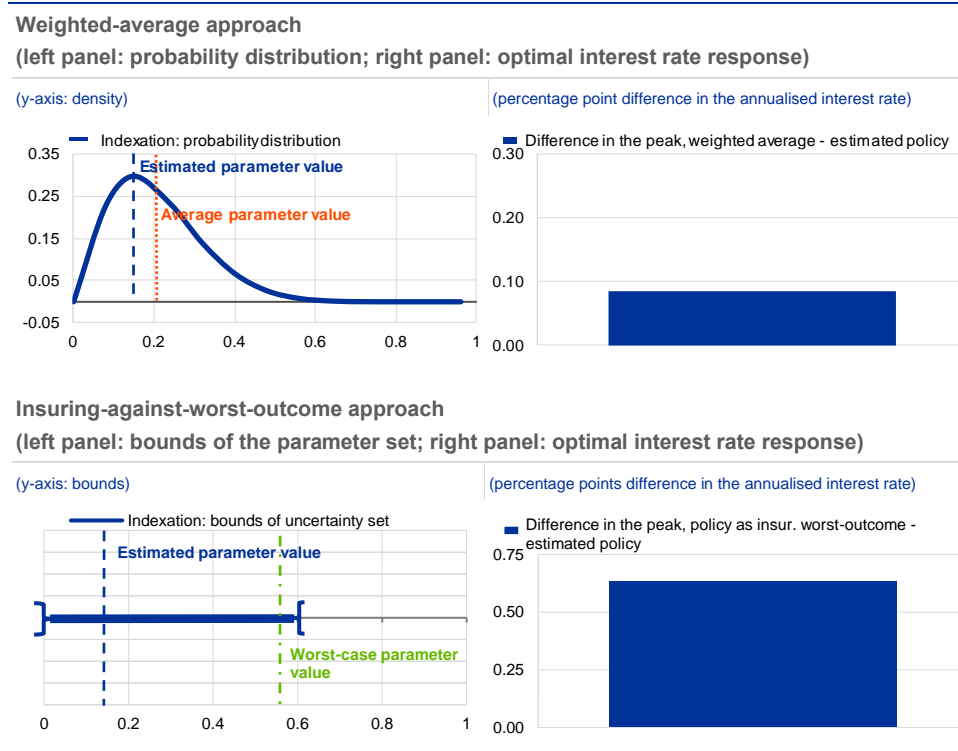 Weighted-average approach
(left panel: probability distribution; right panel: optimal interest rate response)
(y-axis: density)
(percentage point difference in the annualised interest rate)
Indexation: probability distribution
Difference in the peak, weighted average - estimated policy
0.35
0.25
0.15
0.05
-0.05
Estimated parameter value
Average parameter value
0
0.2
0.4
0.6
0.8
1
0.30
0.20
0.10
0.00
Insuring-against-worst-outcome approach
(left panel: bounds of the parameter set; right panel: optimal interest rate response)
(y-axis: bounds)
(percentage points difference in the annualised interest rate)
Indexation: bounds of uncertainty set
Estimated parameter value
Worst-case parameter
value
0
0.2
0.4
0.6
0.8
1
Difference in the peak, policy as insur. worst-outcome -
estimated policy
0.75
0.50
0.25
0.00